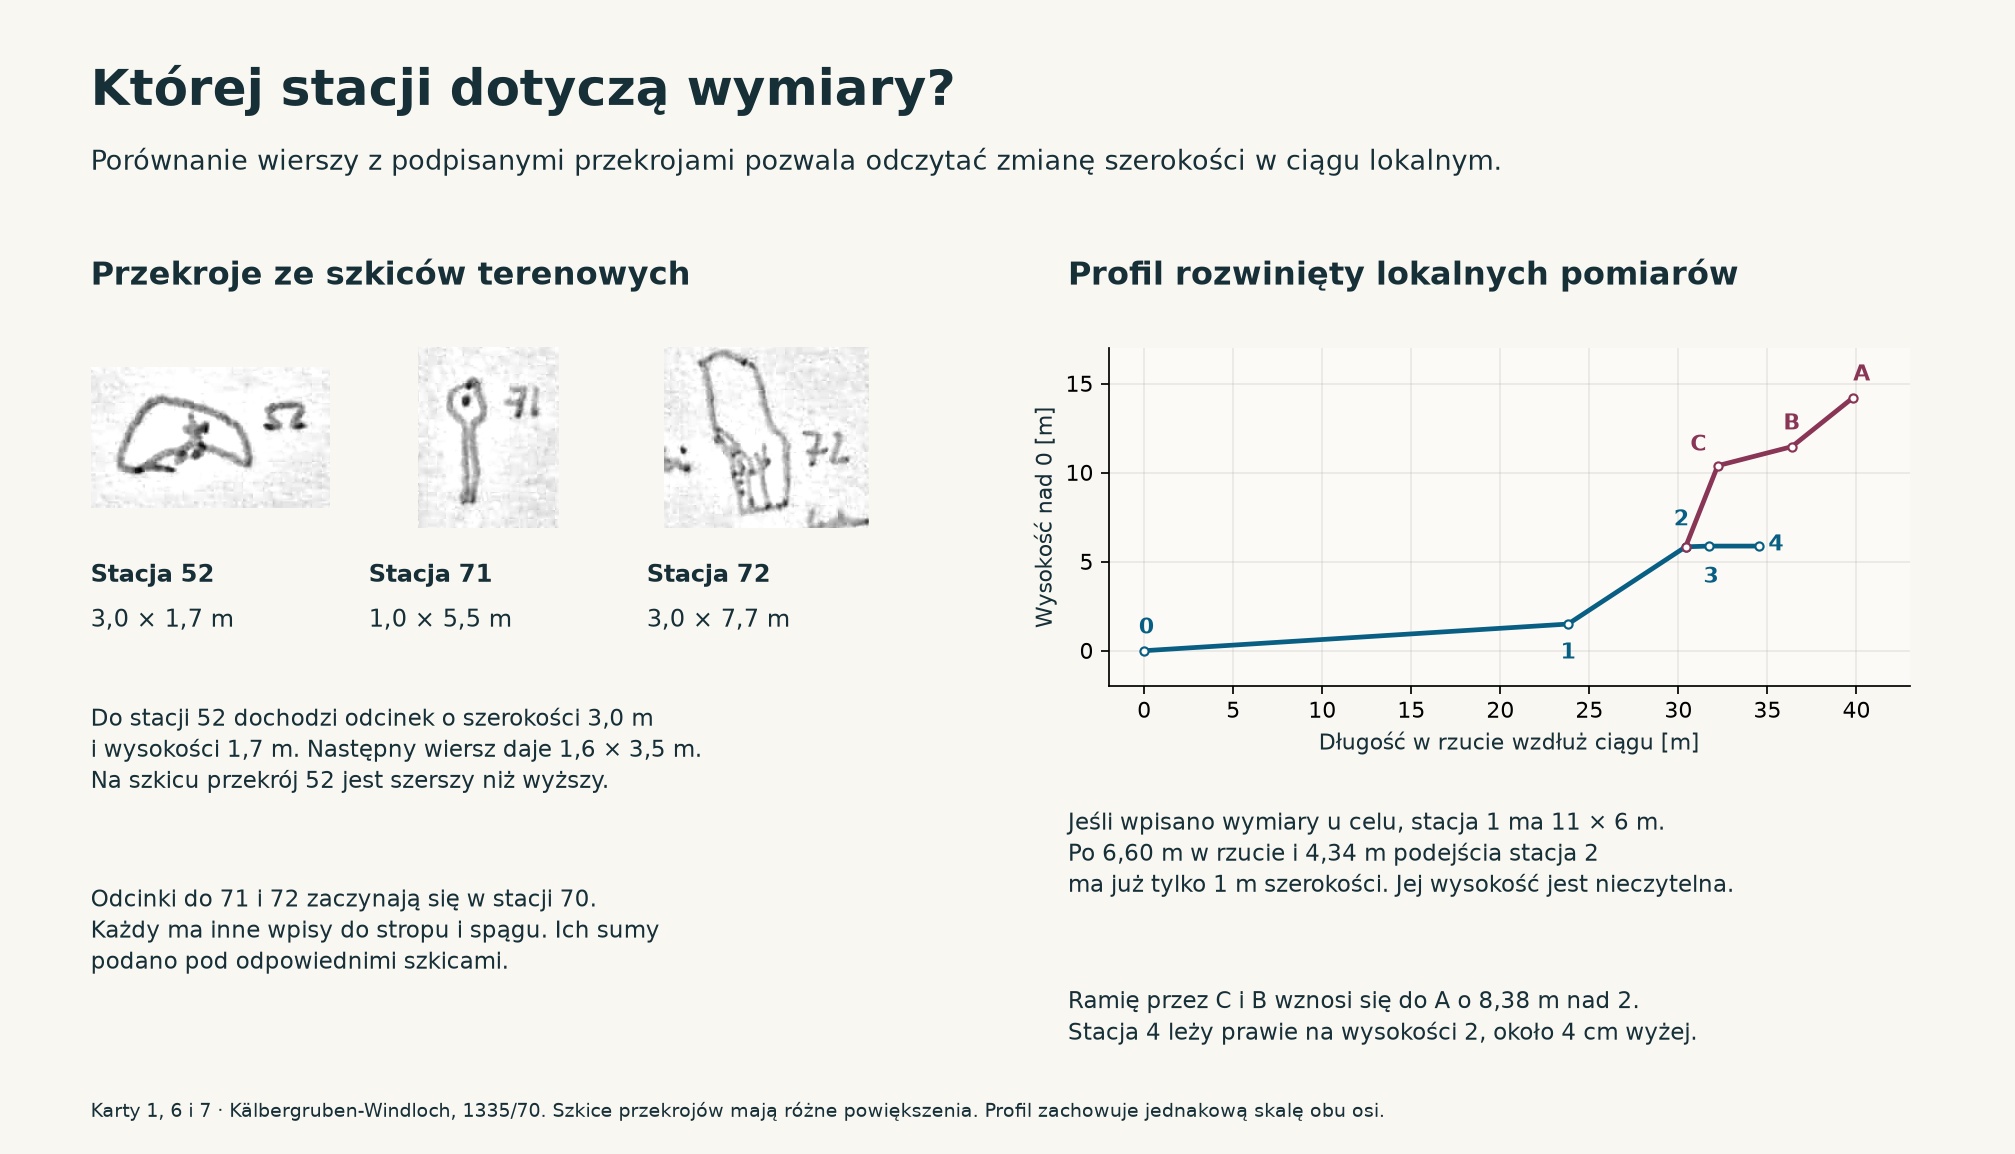 Której stacji dotyczą wymiary?
Porównanie wierszy z podpisanymi przekrojami pozwala odczytać zmianę szerokości w ciągu lokalnym.
Przekroje ze szkiców terenowych
52
71
72
Stacja 52
Stacja 71
Stacja 72
3,0 × 1,7 m
1,0 × 5,5 m
3,0 × 7,7 m
Do stacji 52 dochodzi odcinek o szerokości 3,0 m
i wysokości 1,7 m. Następny wiersz daje 1,6 × 3,5 m.
Na szkicu przekrój 52 jest szerszy niż wyższy.
Odcinki do 71 i 72 zaczynają się w stacji 70.
Każdy ma inne wpisy do stropu i spągu. Ich sumy
podano pod odpowiednimi szkicami.
Profil rozwinięty lokalnych pomiarów
Wysokość nad 0 [m]
15
10
5
0
A
B
C
2
4
3
0
1
0 5 10 15 20 25 30 35 40
Długość w rzucie wzdłuż ciągu [m]
Jeśli wpisano wymiary u celu, stacja 1 ma 11 × 6 m.
Po 6,60 m w rzucie i 4,34 m podejścia stacja 2
ma już tylko 1 m szerokości. Jej wysokość jest nieczytelna.
Ramię przez C i B wznosi się do A o 8,38 m nad 2.
Stacja 4 leży prawie na wysokości 2, około 4 cm wyżej.
Karty 1, 6 i 7 · Kälbergruben-Windloch, 1335/70. Szkice przekrojów mają różne powiększenia. Profil zachowuje jednakową skalę obu osi.